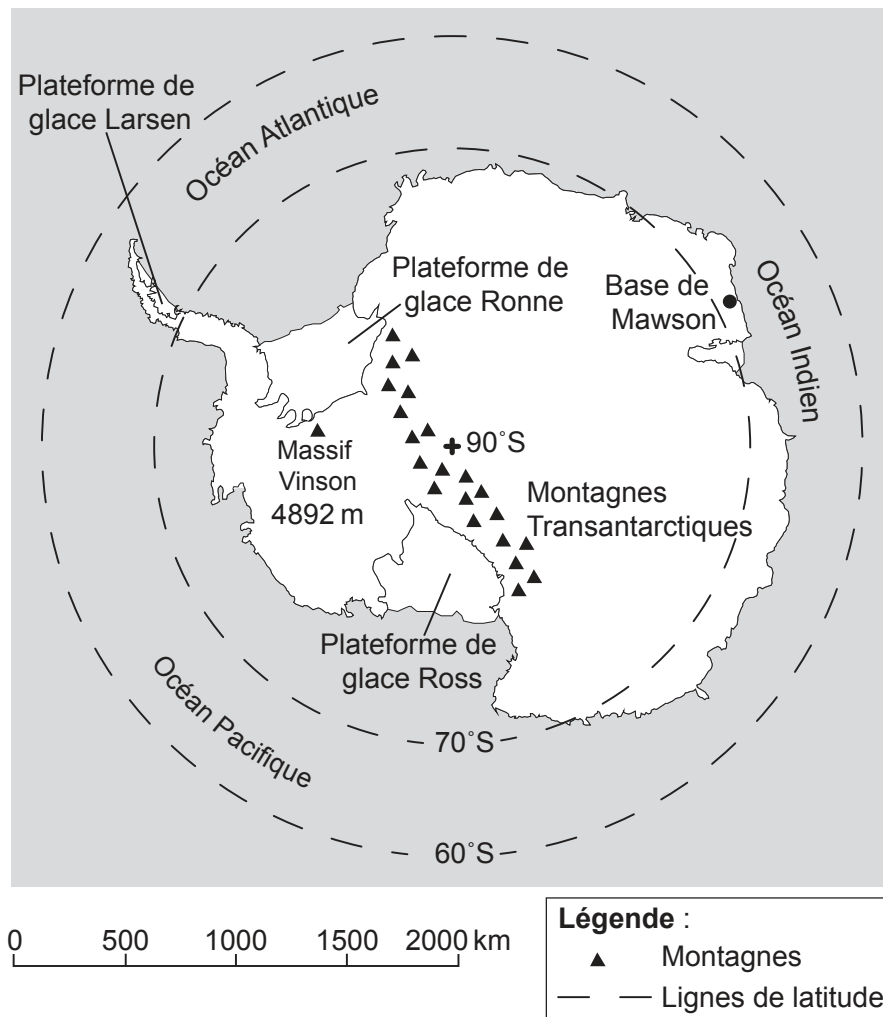 Plateforme de
glace Larsen
Océan Atlantique
Plateforme de
glace Ronne
Base de
Mawson
Océan Indien
90˚S
Massif
Vinson
4892 m
Montagnes
Transantarctiques
Plateforme de
glace Ross
Océan Pacifique
70˚S
60˚S
0 500 1000 1500 2000 km
Légende :
Montagnes
Lignes de latitude